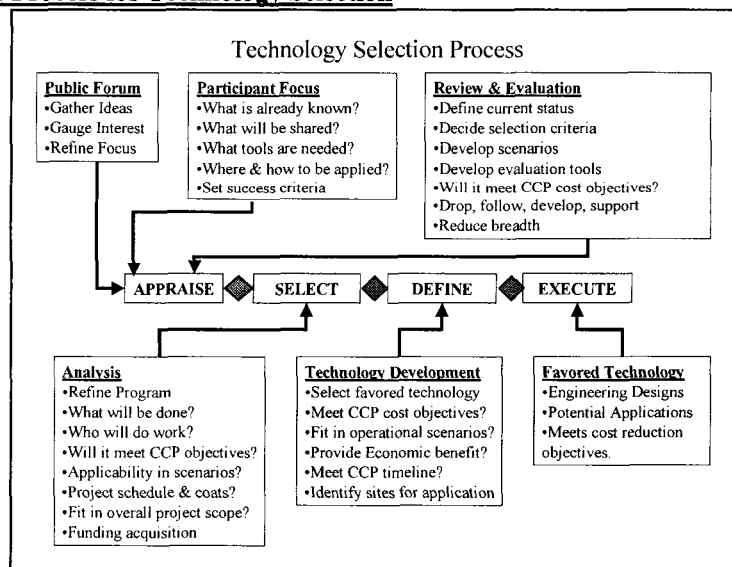 Technology Selection Process
Public Forum
•Gather Ideas
•Gauge Interest
•Refine Focus
Participant Focus
•What is already known?
•What will be shared?
•What tools are needed?
•Where & how to be applied?
•Set success criteria
Review & Evaluation
•Define current status
•Decide selection criteria
•Develop scenarios
•Develop evaluation tools
•Will it meet CCP cost objectives?
•Drop, follow, develop, support
•Reduce breadth
APPRAISE
SELECT
DEFINE
EXECUTE
Analysis
•Refine Program
•What will be done?
•Who will do work?
•Will it meet CCP objectives?
•Applicability in scenarios?
•Project schedule & coats?
•Fit in overall project scope?
•Funding acquisition
Technology Development
•Select favored technology
•Meet CCP cost objectives?
•Fit in operational scenarios?
•Provide Economic benefit?
•Meet CCP timeline?
•Identify sites for application
Favored Technology
•Engineering Designs
•Potential Applications
•Meets cost reduction
objectives.